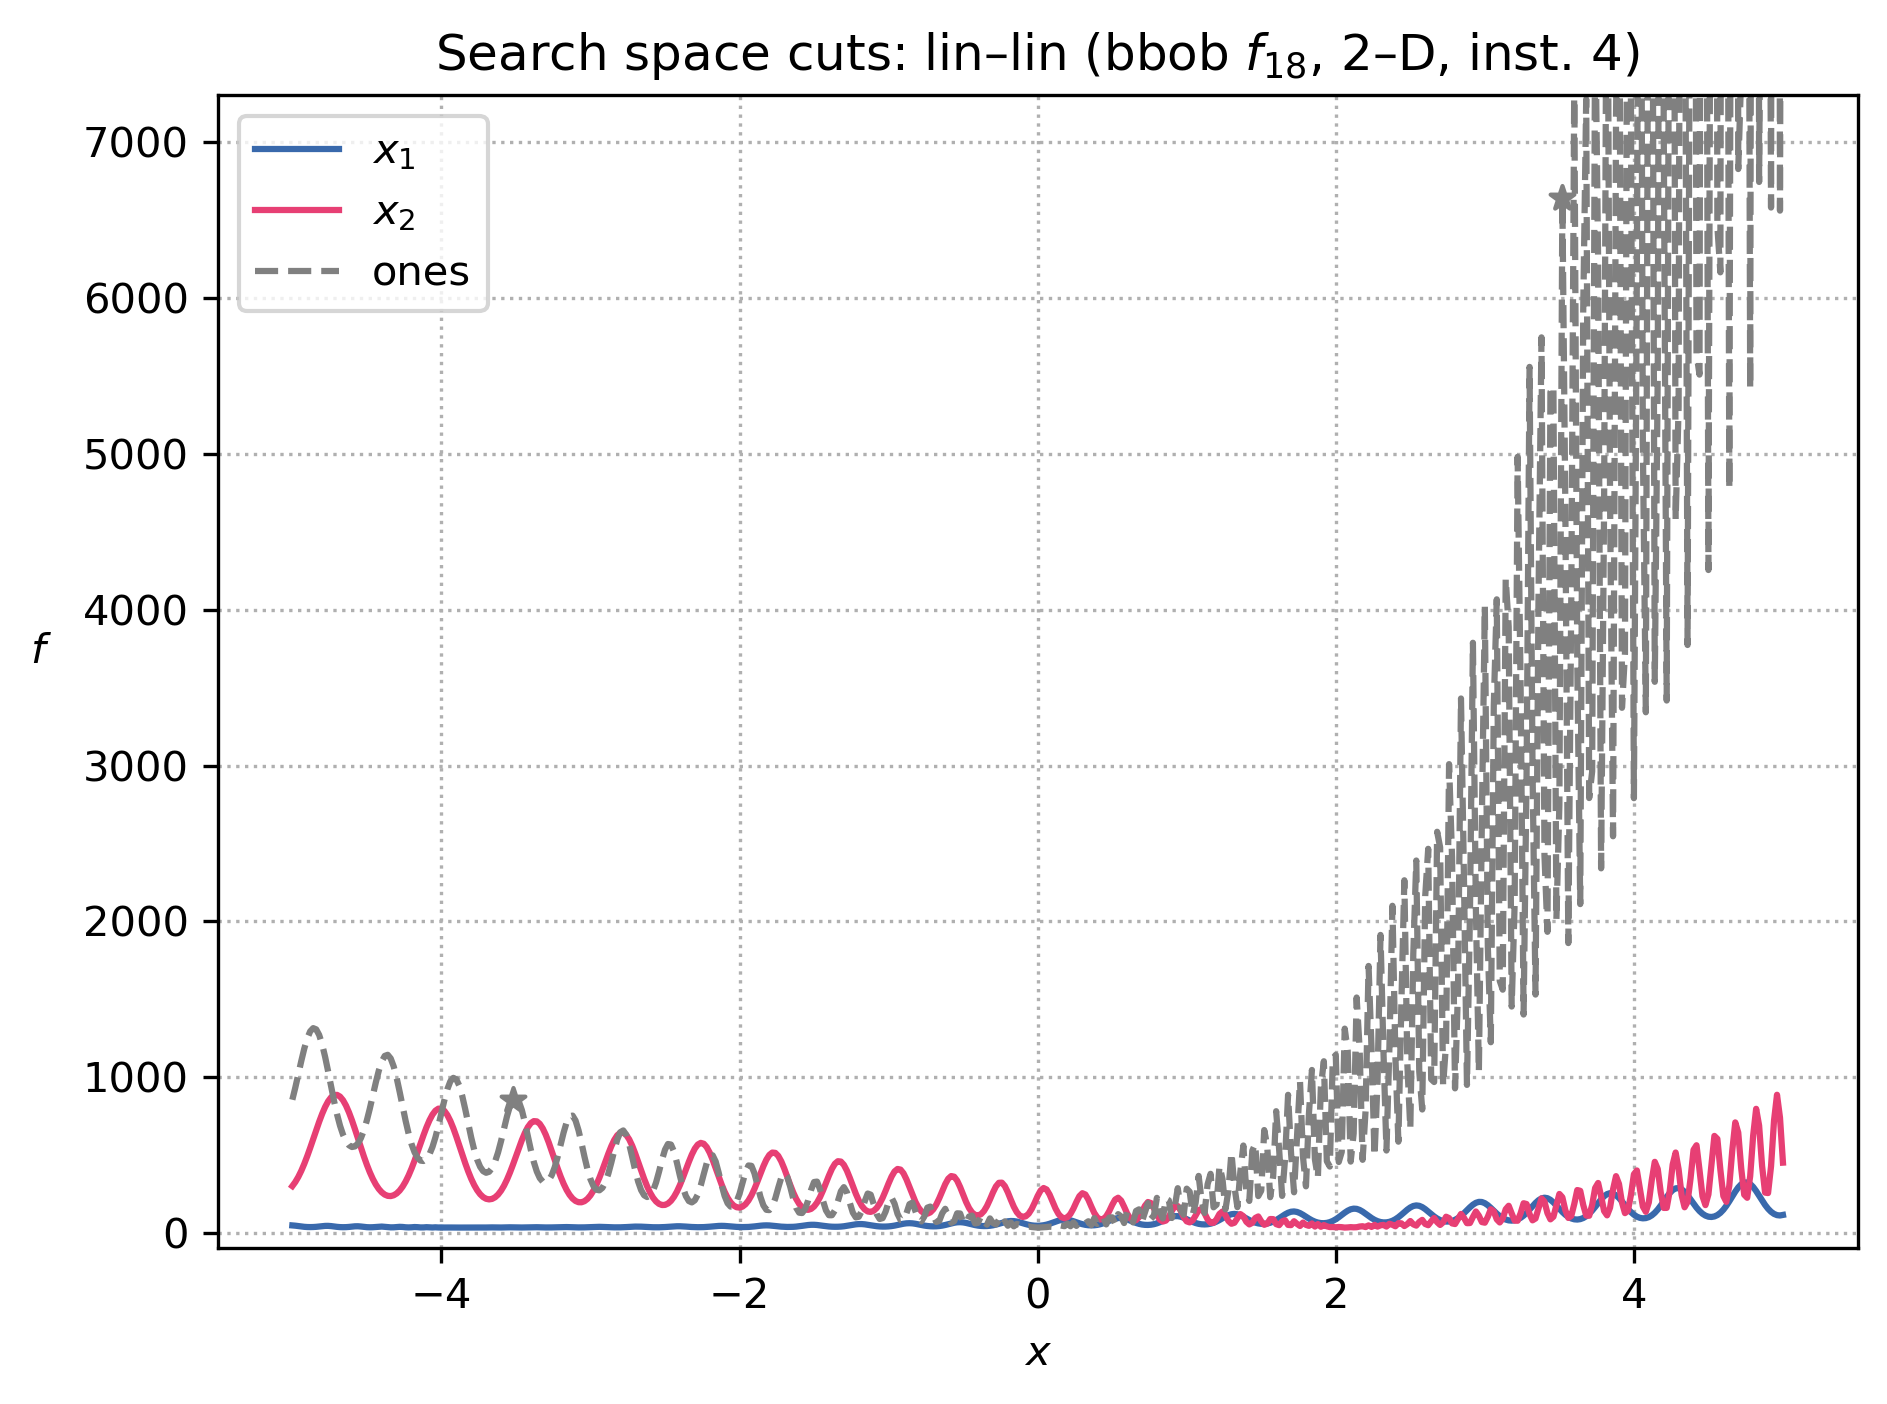 Search space cuts: lin–lin (bbob f18, 2–D, inst. 4)
x1
x2
ones
7000
6000
5000
4000
3000
2000
1000
0
f
−4 −2 0 2 4
x